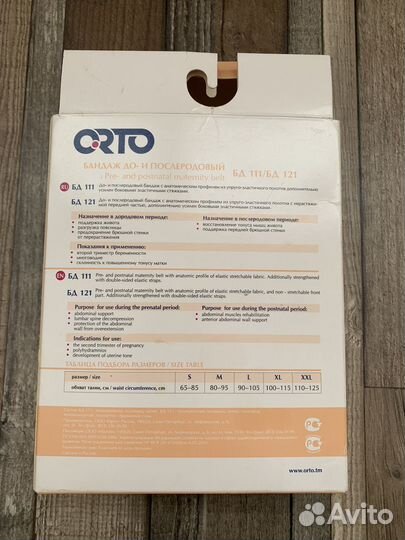 ORTO
БАНДАЖ ДО- И ПОСЛЕРОДОВЫЙ
Pre- and postnatal maternity belt
БД 111/БД 121
RU БД 111 До- и послеродовый бандаж с анатомическим профилем из упруго-эластичного полотна дополнительно
усилен боковыми эластичными стяжками.
БД 121 До- и послеродовый бандаж с анатомическим профилем из упруго-эластичного полотна с нерастяжи-
мой передней частью, дополнительно усилен боковыми эластичными стяжками.
Назначение в дородовом периоде:
• поддержка живота
• разгрузка поясницы
• предохранение брюшной стенки
от перерастяжения
Назначение в послеродовом периоде:
• восстановление тонуса мышц живота
• поддержка передней брюшной стенки
Показания к применению:
• второй триместр беременности
• многоводие
• склонность к повышенному тонусу матки
EN БД 111 Pre- and postnatal maternity belt with anatomic profile of elastic stretchable fabric. Additionally strengthened
with double-sided elastic straps.
БД 121 Pre- and postnatal maternity belt with anatomic profile of elastic stretchable fabric, and non - stretchable front
part. Additionally strengthened with double-sided elastic straps.
Purpose for use during the prenatal period:
• abdominal support
• lumbar spine decompression
• protection of the abdominal
wall from overextension
Purpose for use during the postnatal period:
• abdominal muscles rehabilitation
• anterior abdominal wall support
Indications for use:
• the second trimester of pregnancy
• polyhydramnios
• development of uterine tone
ТАБЛИЦА ПОДБОРА РАЗМЕРОВ / SIZE TABLE
размер / size S M L XL XXL
обхват талии, см / waist circumference, cm 65–85 80–95 90–105 100–115 110–125
www.orto.tm
Avito